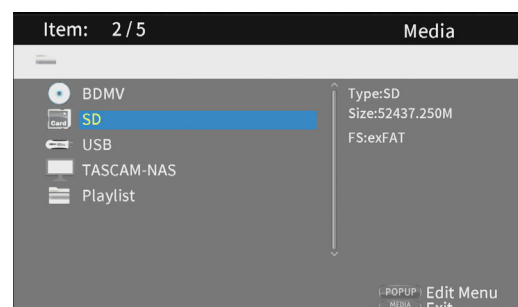 Item: 2/5
Media
BDMV
Card
SD
USB
TASCAM-NAS
Playlist
Type:SD
Size:52437.250M
FS:exFAT
POPUP Edit Menu
MEDIA Exit